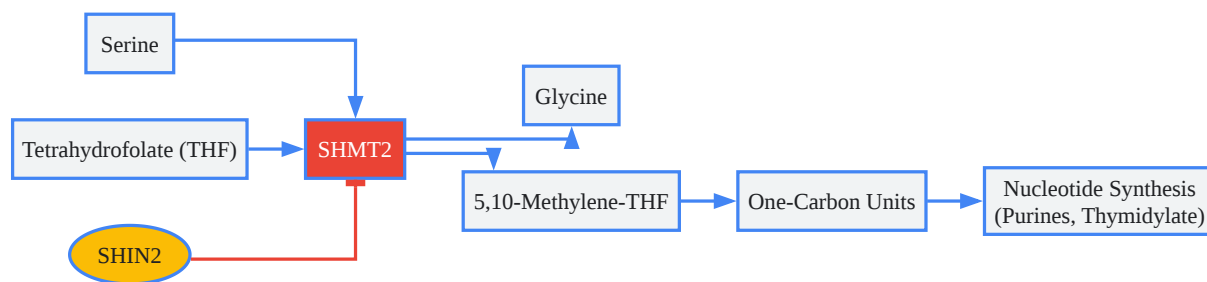 Serine
Glycine
Tetrahydrofolate (THF)
SHMT2
5,10-Methylene-THF
One-Carbon Units
Nucleotide Synthesis
(Purines, Thymidylate)
SHIN2